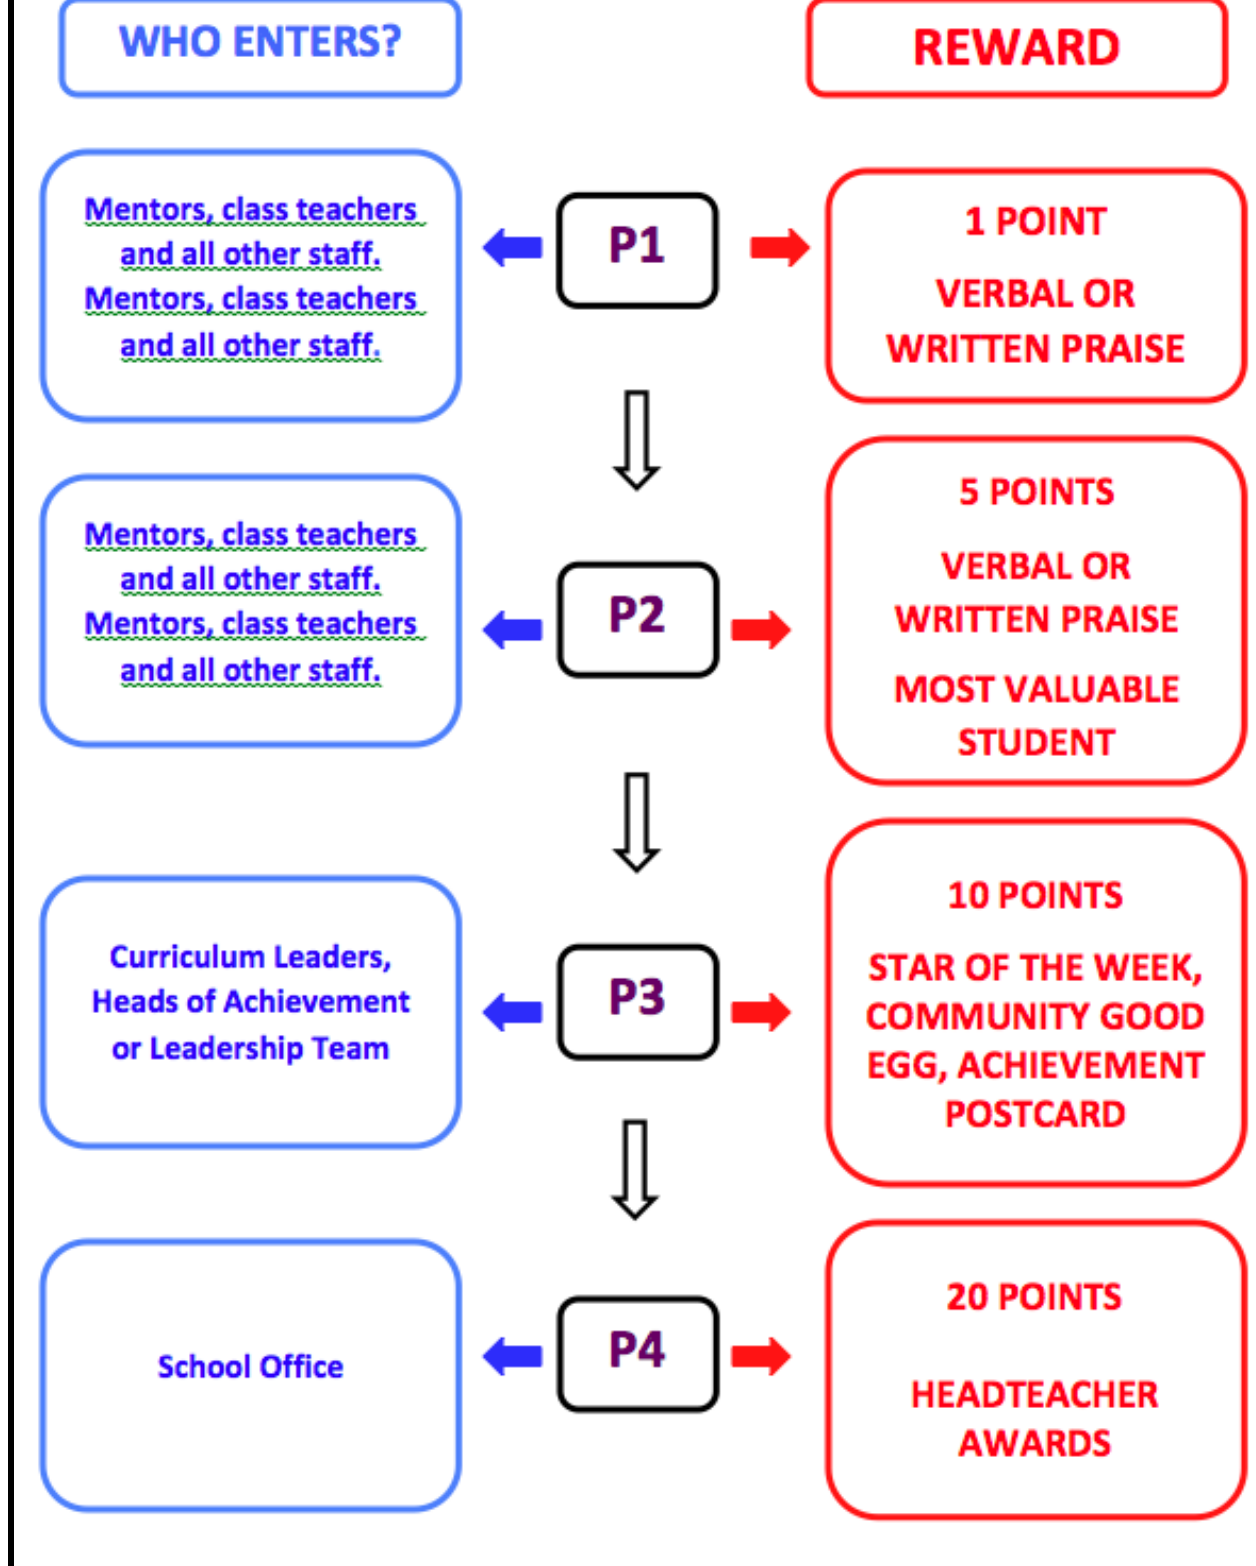 WHO ENTERS?
REWARD
Mentors, class teachers
and all other staff.
Mentors, class teachers
and all other staff.
P1
1 POINT
VERBAL OR
WRITTEN PRAISE
Mentors, class teachers
and all other staff.
Mentors, class teachers
and all other staff.
P2
5 POINTS
VERBAL OR
WRITTEN PRAISE
MOST VALUABLE
STUDENT
Curriculum Leaders,
Heads of Achievement
or Leadership Team
P3
10 POINTS
STAR OF THE WEEK,
COMMUNITY GOOD
EGG, ACHIEVEMENT
POSTCARD
School Office
P4
20 POINTS
HEADTEACHER
AWARDS